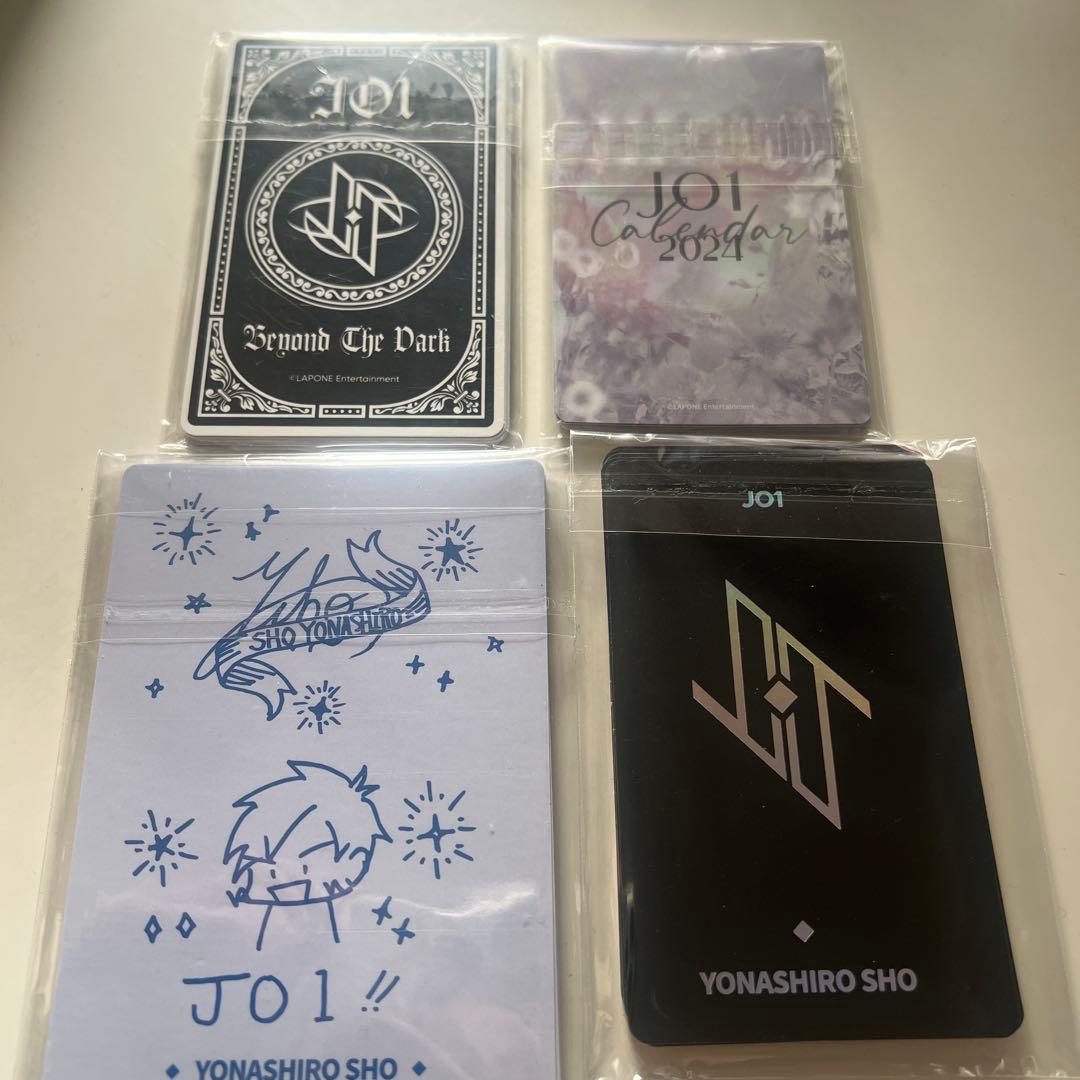 JO1
Beyond The Dark
©LAPONE Entertainment
JO1
Calendar
2024
©LAPONE Entertainment
Sho
SHO YONASHIRO
JO1!!
YONASHIRO SHO
JO1
YONASHIRO SHO